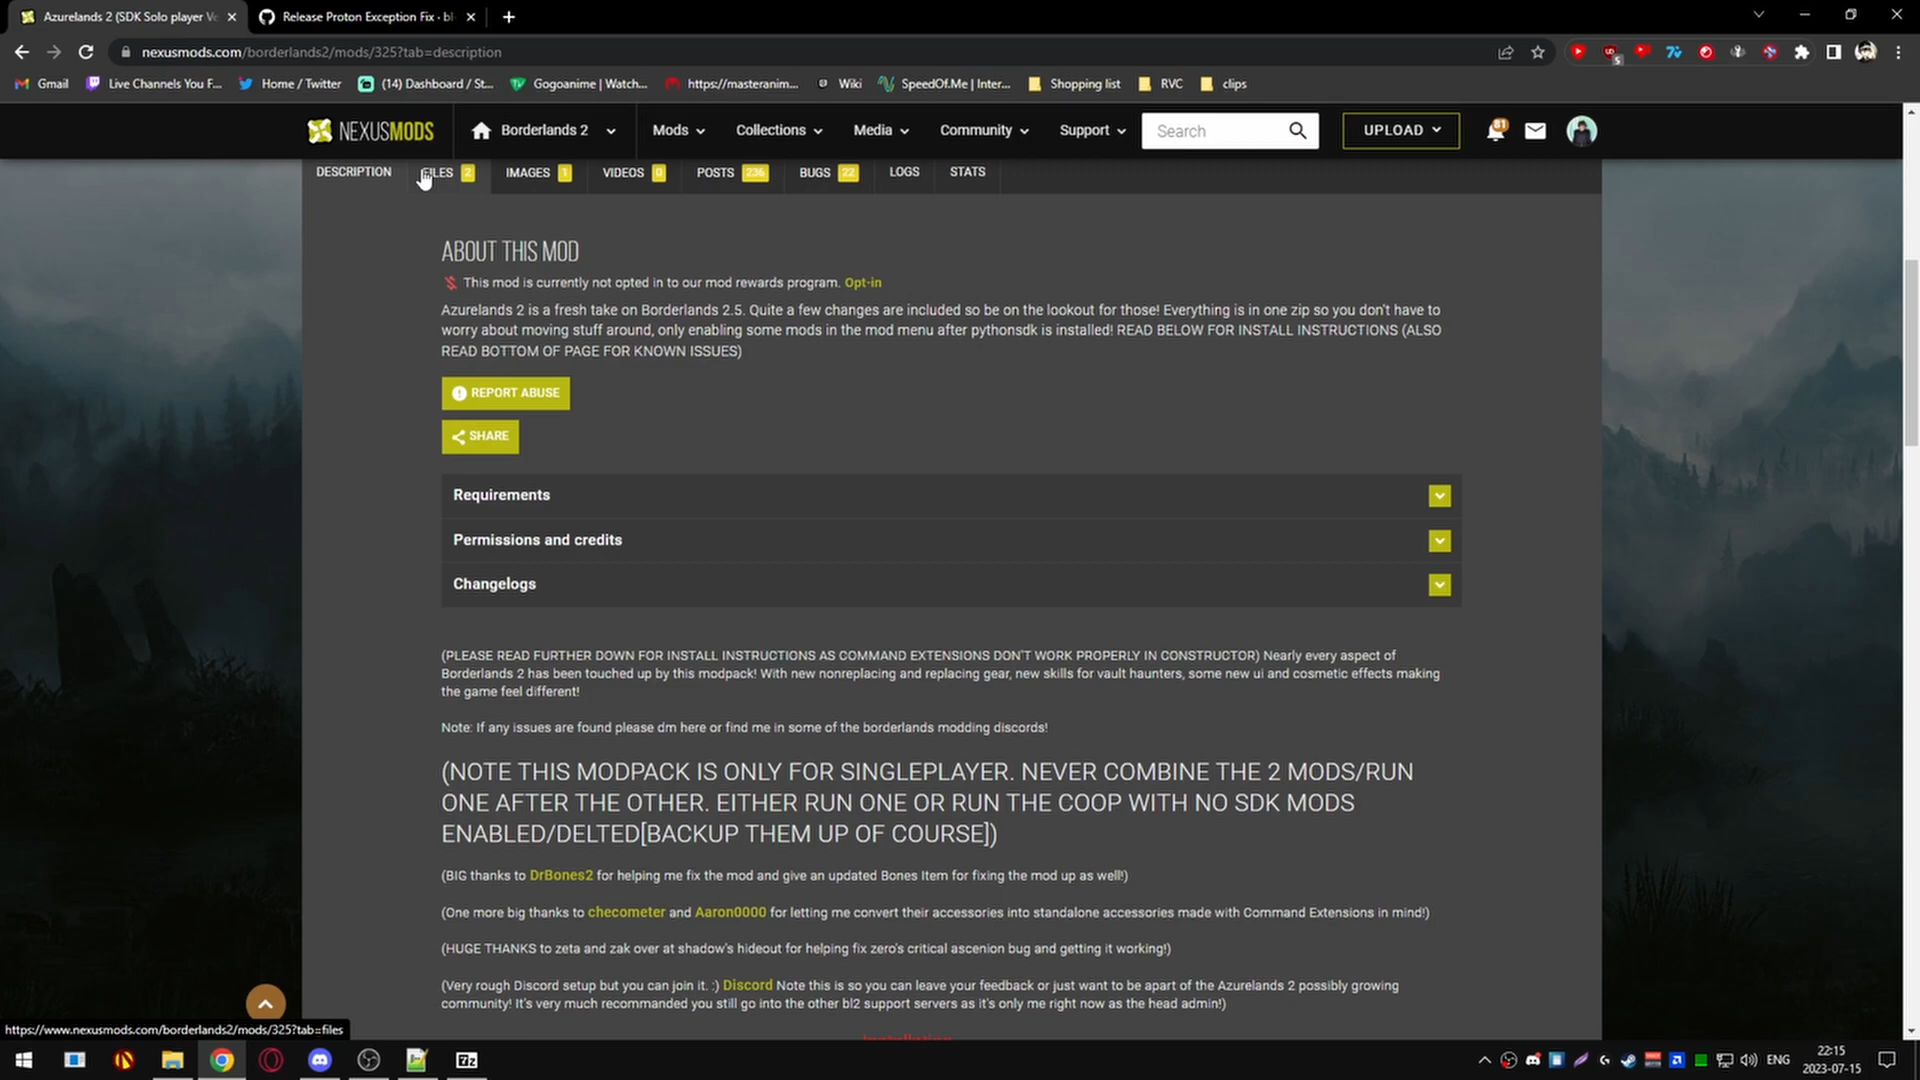 Azurelands 2 (SDK Solo player Ve
Release Proton Exception Fix · bl
nexusmods.com/borderlands2/mods/325?tab=description
5
Gmail
Live Channels You F...
Home / Twitter
(14) Dashboard / St...
Gogoanime | Watch...
https://masteranim...
Wiki
SpeedOf.Me | Inter...
Shopping list
RVC
clips
NEXUSMODS
Borderlands 2
Mods
Collections
Media
Community
Support
Search
UPLOAD
81
DESCRIPTION
FILES 2
IMAGES 1
VIDEOS 0
POSTS 236
BUGS 22
LOGS
STATS
ABOUT THIS MOD
This mod is currently not opted in to our mod rewards program. Opt-in
Azurelands 2 is a fresh take on Borderlands 2.5. Quite a few changes are included so be on the lookout for those! Everything is in one zip so you don't have to
worry about moving stuff around, only enabling some mods in the mod menu after pythonsdk is installed! READ BELOW FOR INSTALL INSTRUCTIONS (ALSO
READ BOTTOM OF PAGE FOR KNOWN ISSUES)
REPORT ABUSE
SHARE
Requirements
Permissions and credits
Changelogs
(PLEASE READ FURTHER DOWN FOR INSTALL INSTRUCTIONS AS COMMAND EXTENSIONS DON'T WORK PROPERLY IN CONSTRUCTOR) Nearly every aspect of
Borderlands 2 has been touched up by this modpack! With new nonreplacing and replacing gear, new skills for vault haunters, some new ui and cosmetic effects making
the game feel different!
Note: If any issues are found please dm here or find me in some of the borderlands modding discords!
(NOTE THIS MODPACK IS ONLY FOR SINGLEPLAYER. NEVER COMBINE THE 2 MODS/RUN
ONE AFTER THE OTHER. EITHER RUN ONE OR RUN THE COOP WITH NO SDK MODS
ENABLED/DELTED[BACKUP THEM UP OF COURSE])
(BIG thanks to DrBones2 for helping me fix the mod and give an updated Bones Item for fixing the mod up as well!)
(One more big thanks to checometer and Aaron0000 for letting me convert their accessories into standalone accessories made with Command Extensions in mind!)
(HUGE THANKS to zeta and zak over at shadow's hideout for helping fix zero's critical ascenion bug and getting it working!)
(Very rough Discord setup but you can join it. :) Discord Note this is so you can leave your feedback or just want to be apart of the Azurelands 2 possibly growing
community! It's very much recommanded you still go into the other bl2 support servers as it's only me right now as the head admin!)
https://www.nexusmods.com/borderlands2/mods/325?tab=files
7z
ENG
22:15
2023-07-15